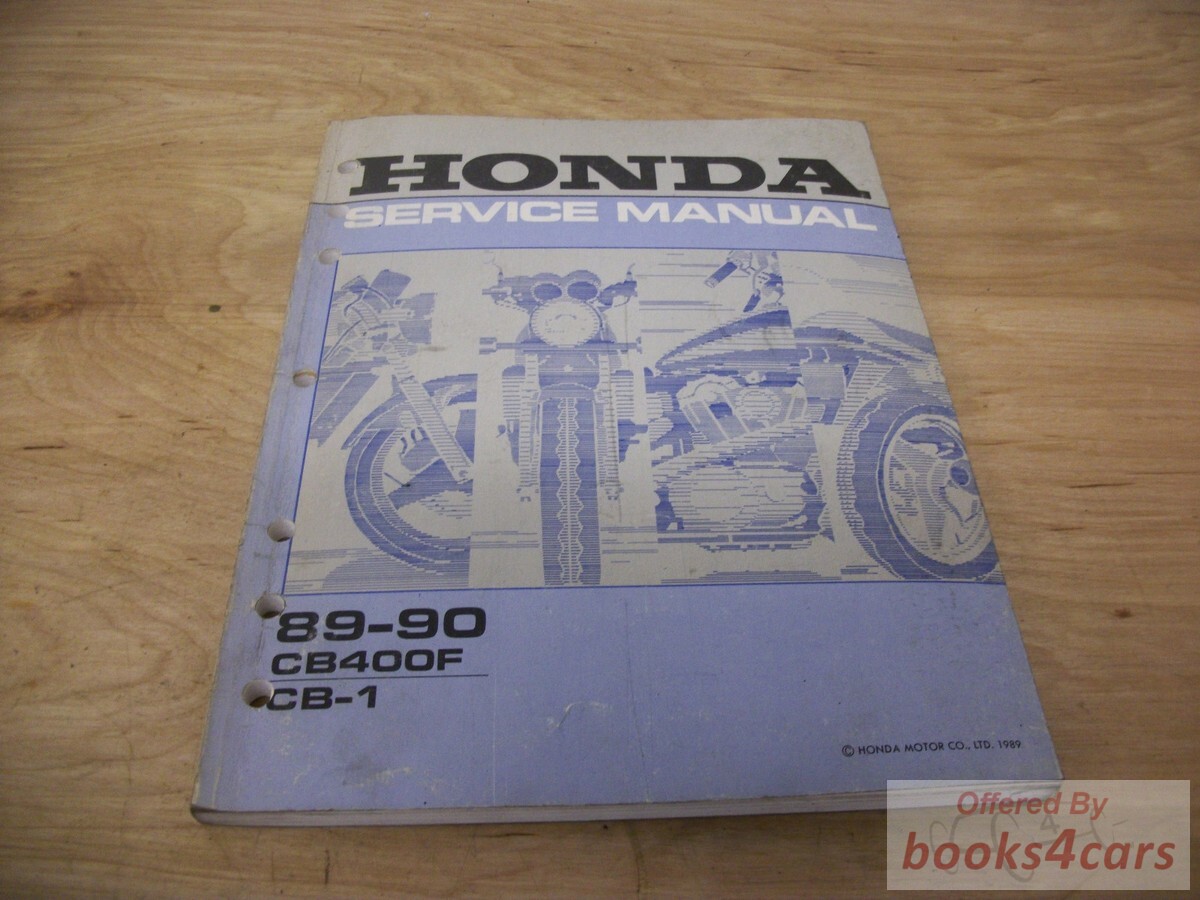 HONDA
SERVICE MANUAL
89-90
CB400F
CB-1
© HONDA MOTOR CO., LTD. 1989
Offered By
books4cars